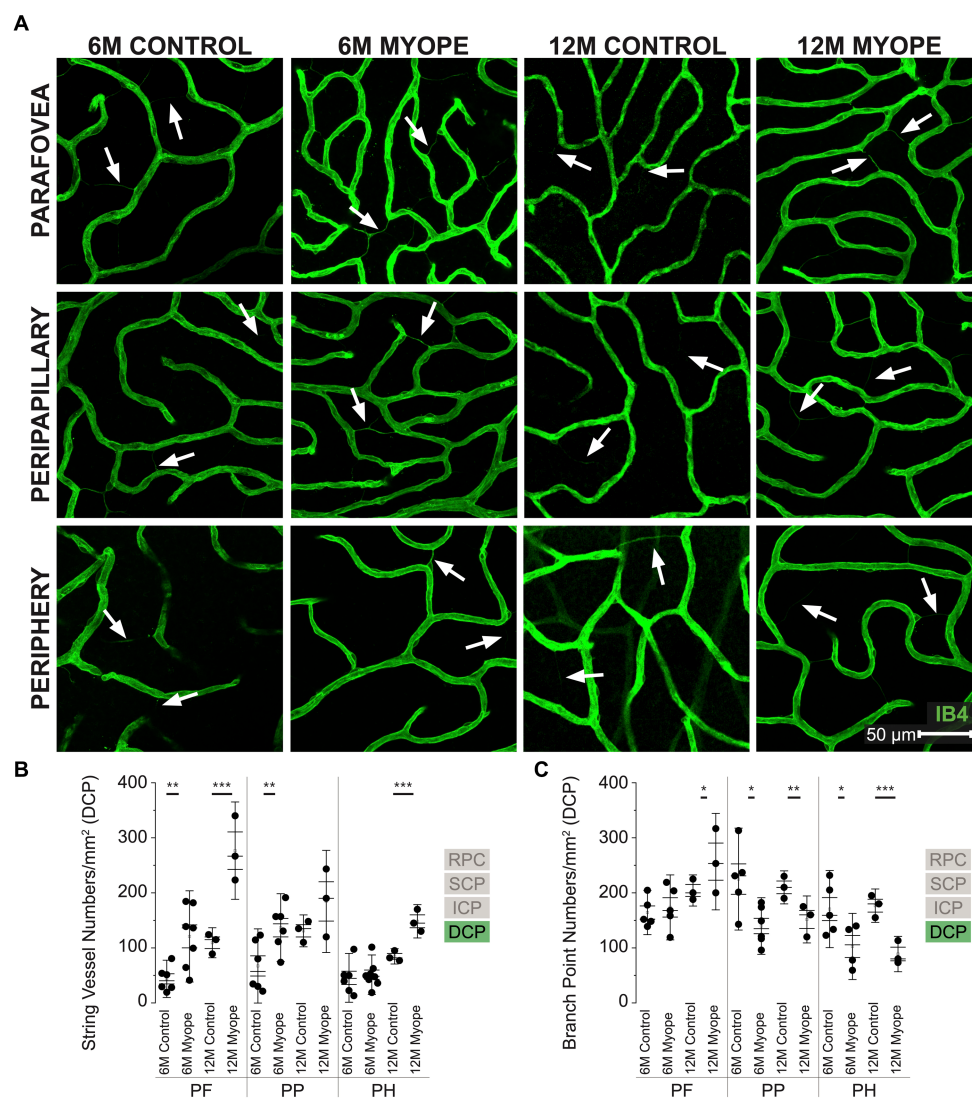 A
6M CONTROL 6M MYOPE 12M CONTROL 12M MYOPE
PARAFOVEA
PERIPAPILLARY
PERIPHERY
IB4
50 µm
B
String Vessel Numbers/mm² (DCP)
400
300
200
100
0
** *** ** ***
6M Control 6M Myope 12M Control 12M Myope 6M Control 6M Myope 12M Control 12M Myope 6M Control 6M Myope 12M Control 12M Myope
PF PP PH
RPC
SCP
ICP
DCP
C
Branch Point Numbers/mm² (DCP)
400
300
200
100
0
* * ** * ***
6M Control 6M Myope 12M Control 12M Myope 6M Control 6M Myope 12M Control 12M Myope 6M Control 6M Myope 12M Control 12M Myope
PF PP PH
RPC
SCP
ICP
DCP